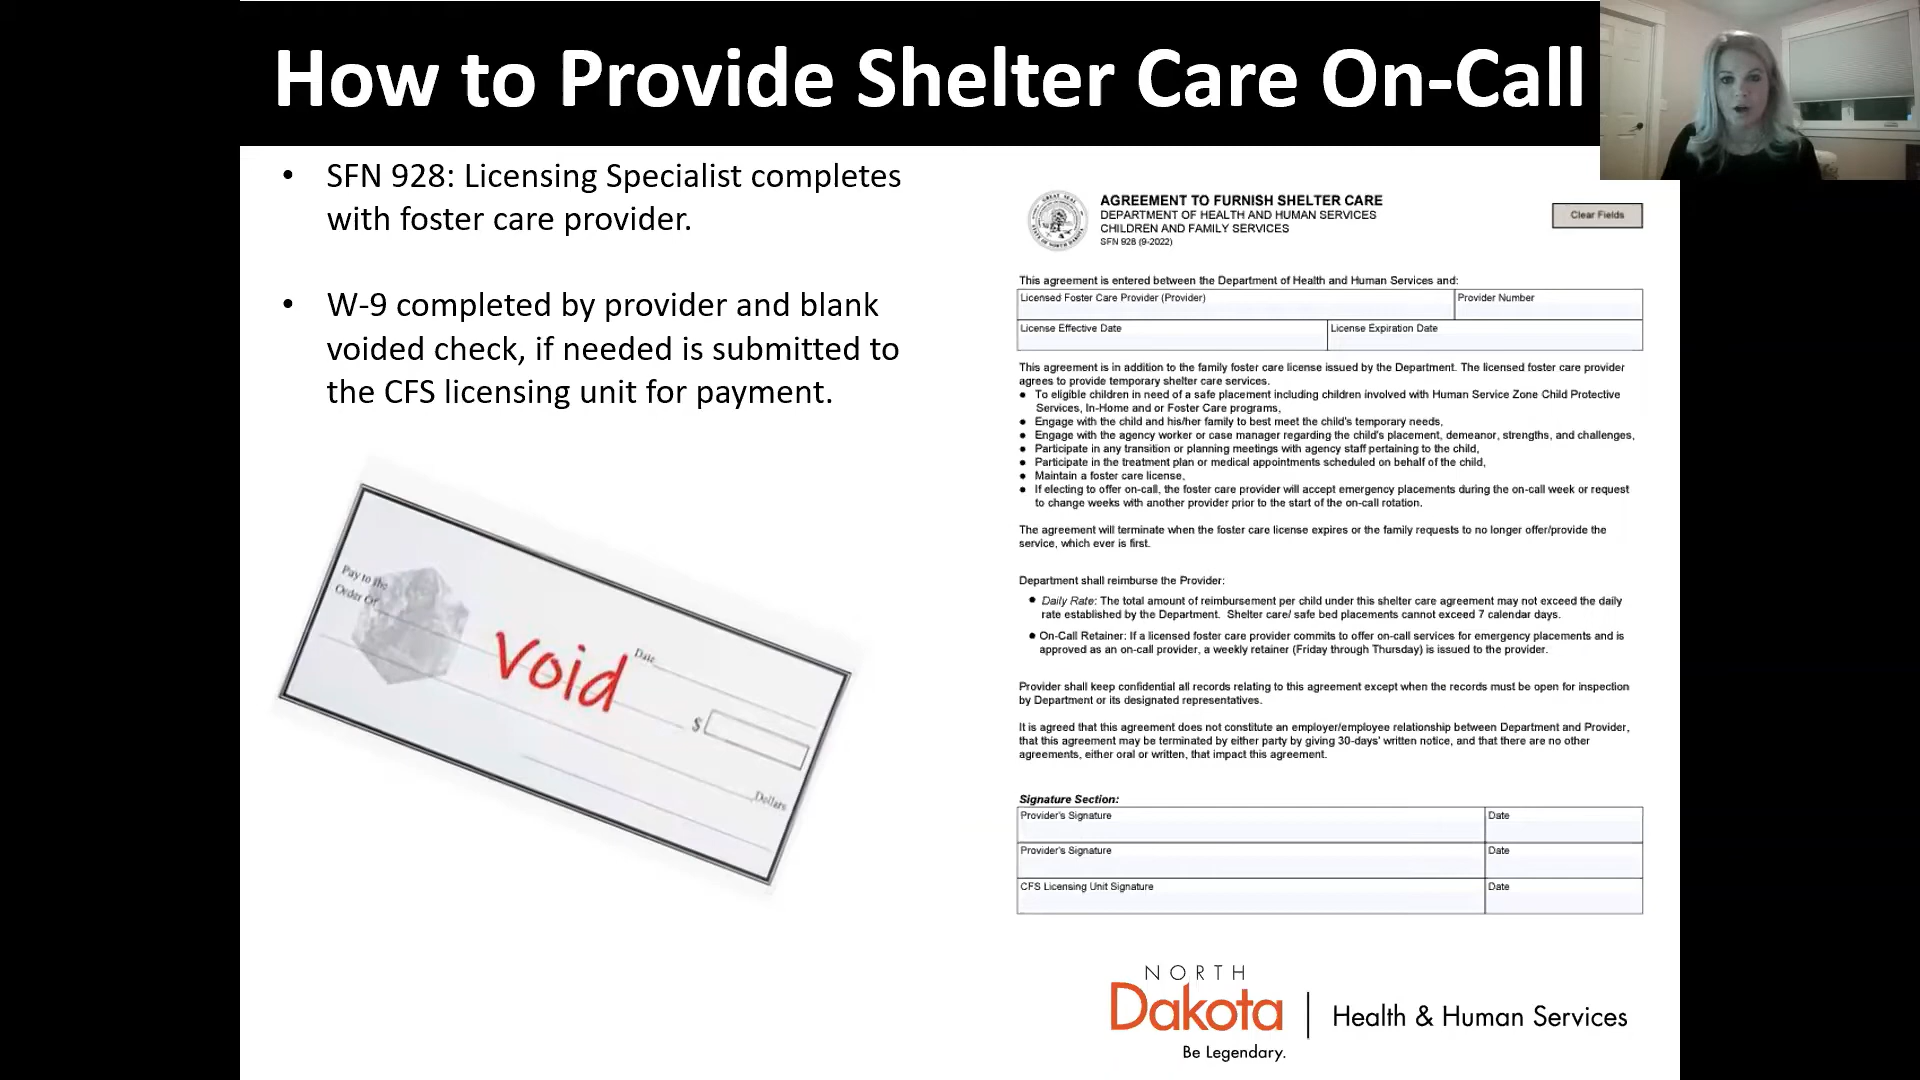 How to Provide Shelter Care On-Call
• SFN 928: Licensing Specialist completes
with foster care provider.
• W-9 completed by provider and blank
voided check, if needed is submitted to
the CFS licensing unit for payment.
Pay to the
Order Of
Void
Date
$
Dollars
AGREEMENT TO FURNISH SHELTER CARE
DEPARTMENT OF HEALTH AND HUMAN SERVICES
CHILDREN AND FAMILY SERVICES
SFN 928 (9-2022)
Clear Fields
This agreement is entered between the Department of Health and Human Services and:
Licensed Foster Care Provider (Provider)
Provider Number
License Effective Date
License Expiration Date
This agreement is in addition to the family foster care license issued by the Department. The licensed foster care provider
agrees to provide temporary shelter care services.
• To eligible children in need of a safe placement including children involved with Human Service Zone Child Protective
Services, In-Home and or Foster Care programs,
• Engage with the child and his/her family to best meet the child's temporary needs,
• Engage with the agency worker or case manager regarding the child's placement, demeanor, strengths, and challenges,
• Participate in any transition or planning meetings with agency staff pertaining to the child,
• Participate in the treatment plan or medical appointments scheduled on behalf of the child,
• Maintain a foster care license,
• If electing to offer on-call, the foster care provider will accept emergency placements during the on-call week or request
to change weeks with another provider prior to the start of the on-call rotation.
The agreement will terminate when the foster care license expires or the family requests to no longer offer/provide the
service, which ever is first.
Department shall reimburse the Provider:
• Daily Rate: The total amount of reimbursement per child under this shelter care agreement may not exceed the daily
rate established by the Department. Shelter care/ safe bed placements cannot exceed 7 calendar days.
• On-Call Retainer: If a licensed foster care provider commits to offer on-call services for emergency placements and is
approved as an on-call provider, a weekly retainer (Friday through Thursday) is issued to the provider.
Provider shall keep confidential all records relating to this agreement except when the records must be open for inspection
by Department or its designated representatives.
It is agreed that this agreement does not constitute an employer/employee relationship between Department and Provider,
that this agreement may be terminated by either party by giving 30-days' written notice, and that there are no other
agreements, either oral or written, that impact this agreement.
Signature Section:
Provider's Signature
Date
Provider's Signature
Date
CFS Licensing Unit Signature
Date
NORTH
Dakota
Be Legendary.
Health & Human Services